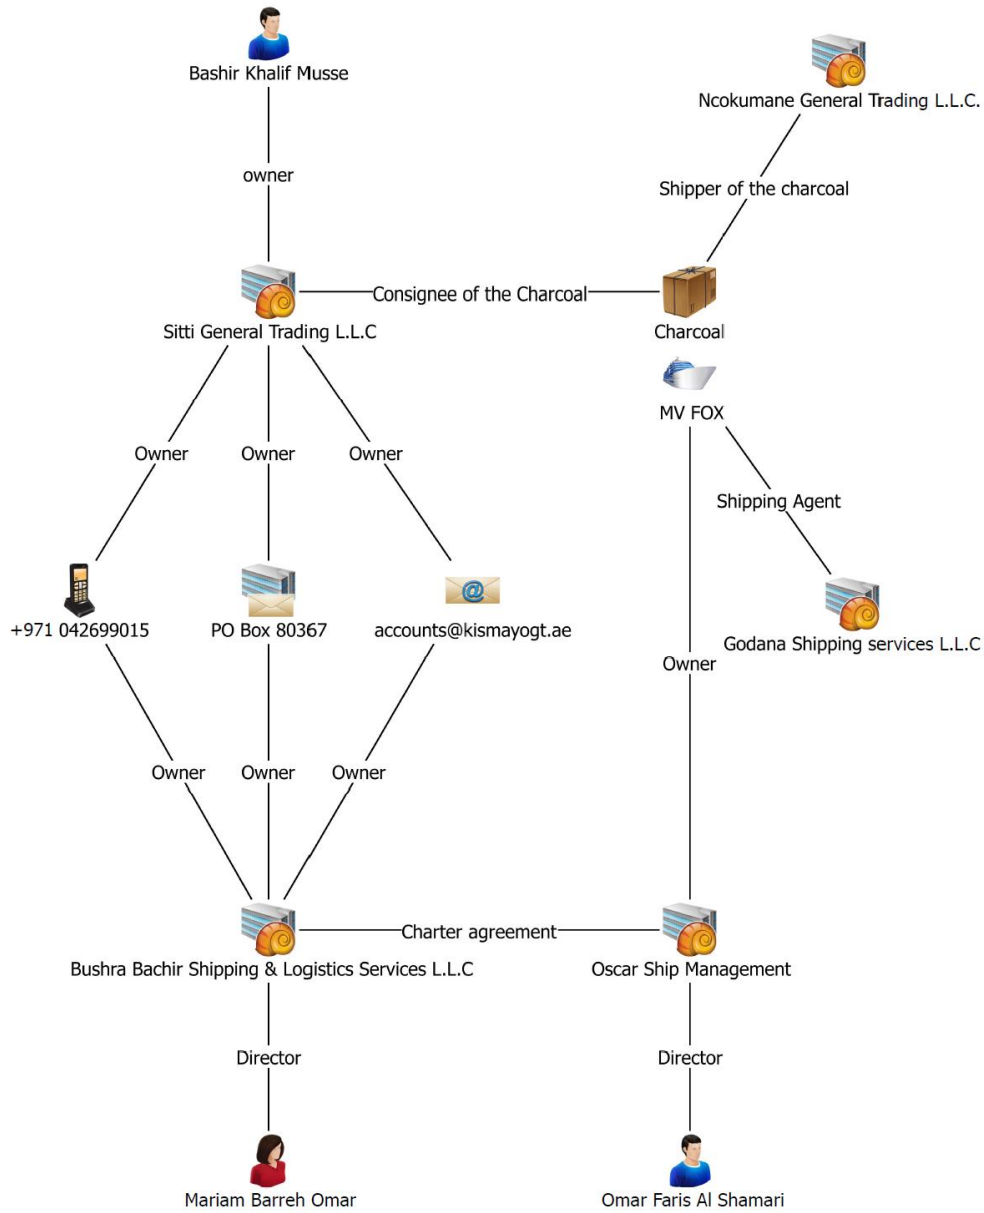 Bashir Khalif Musse
Ncokumane General Trading L.L.C.
owner
Shipper of the charcoal
Consignee of the Charcoal
Sitti General Trading L.L.C
Charcoal
MV FOX
Owner
Owner
Owner
Shipping Agent
+971 042699015
PO Box 80367
accounts@kismayogt.ae
Godana Shipping services L.L.C
Owner
Owner
Owner
Owner
Charter agreement
Bushra Bachir Shipping & Logistics Services L.L.C
Oscar Ship Management
Director
Director
Mariam Barreh Omar
Omar Faris Al Shamari